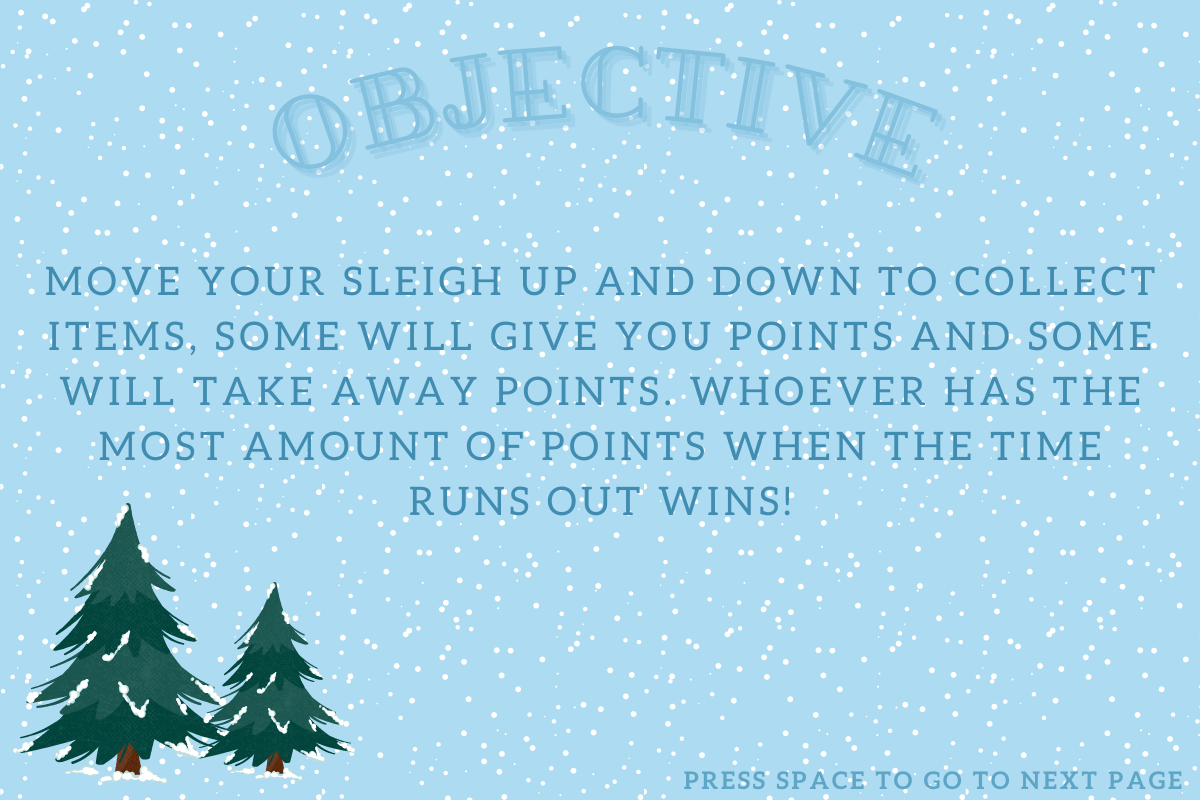 OBJECTIVE
MOVE YOUR SLEIGH UP AND DOWN TO COLLECT
ITEMS, SOME WILL GIVE YOU POINTS AND SOME
WILL TAKE AWAY POINTS. WHOEVER HAS THE
MOST AMOUNT OF POINTS WHEN THE TIME
RUNS OUT WINS!
PRESS SPACE TO GO TO NEXT PAGE